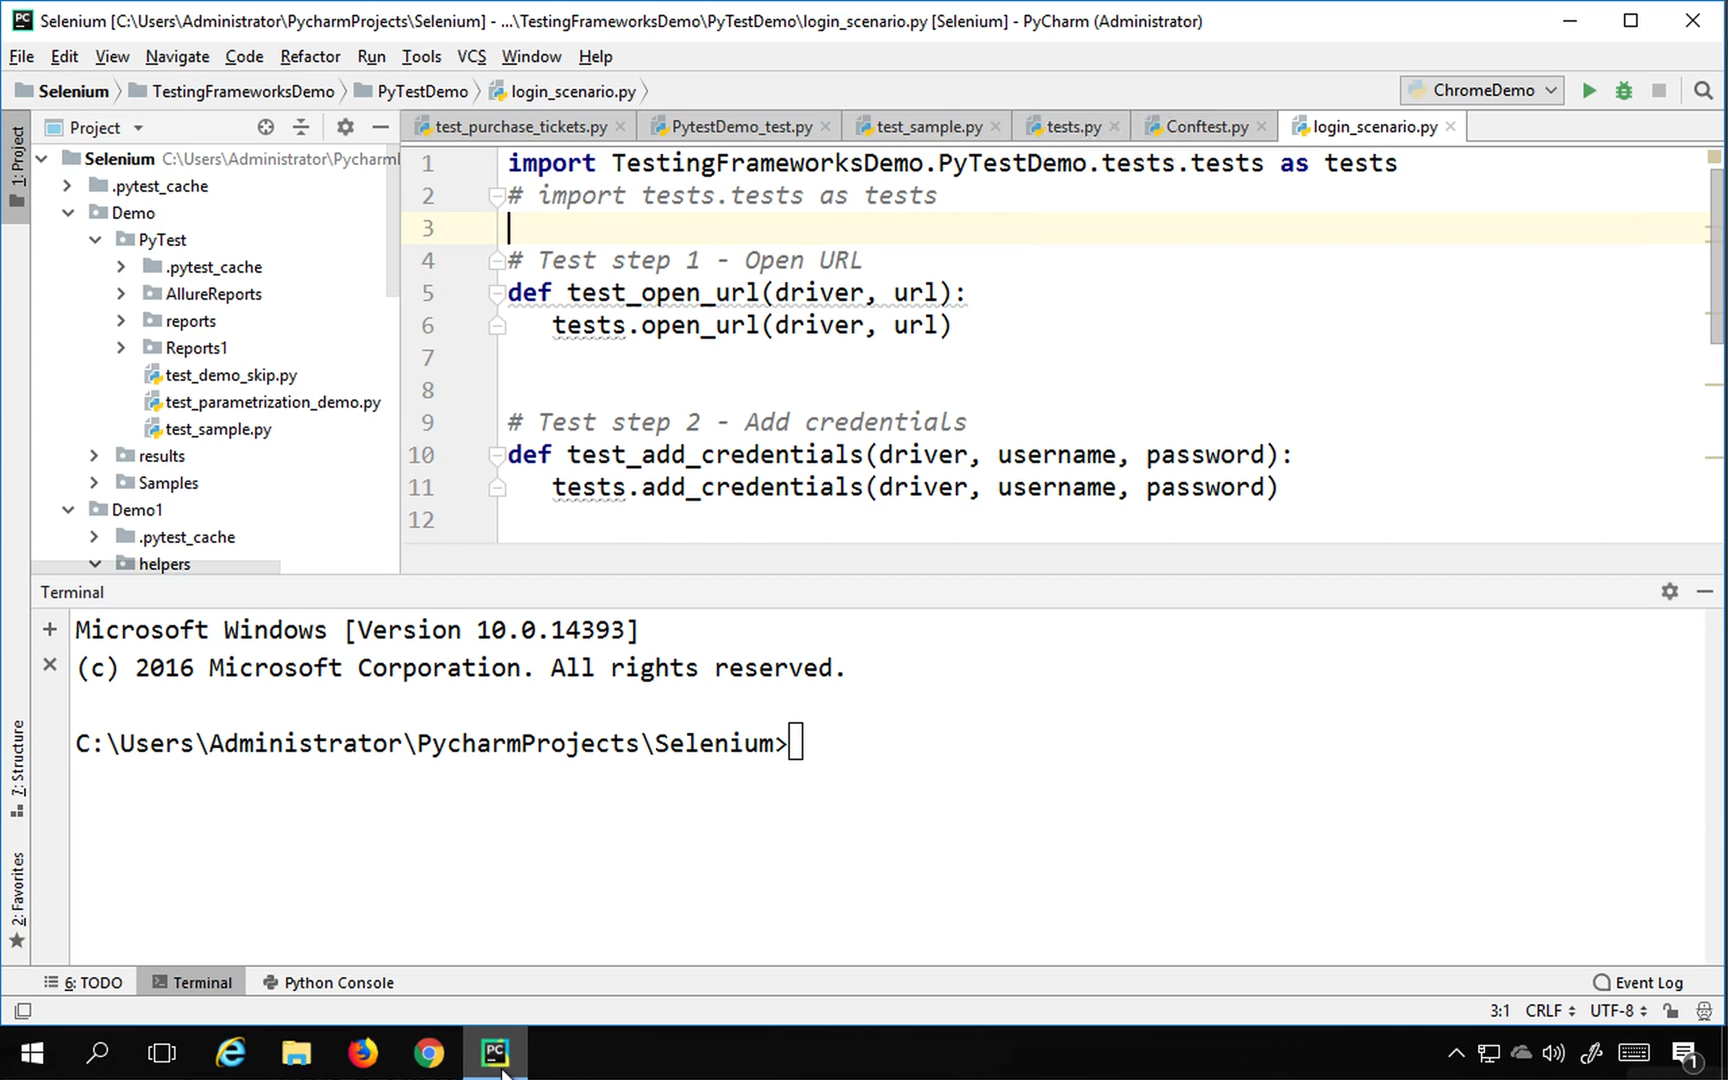 PC Selenium [C:\Users\Administrator\PycharmProjects\Selenium] - ...\TestingFrameworksDemo\PyTestDemo\login_scenario.py [Selenium] - PyCharm (Administrator)
File Edit View Navigate Code Refactor Run Tools VCS Window Help
Selenium TestingFrameworksDemo PyTestDemo login_scenario.py ChromeDemo
1: Project
Project
test_purchase_tickets.py PytestDemo_test.py test_sample.py tests.py Conftest.py login_scenario.py
Selenium C:\Users\Administrator\Pycharml
.pytest_cache
Demo
PyTest
.pytest_cache
AllureReports
reports
Reports1
test_demo_skip.py
test_parametrization_demo.py
test_sample.py
results
Samples
Demo1
.pytest_cache
helpers
1 import TestingFrameworksDemo.PyTestDemo.tests.tests as tests
2 # import tests.tests as tests
3
4 # Test step 1 - Open URL
5 def test_open_url(driver, url):
6 tests.open_url(driver, url)
7
8
9 # Test step 2 - Add credentials
10 def test_add_credentials(driver, username, password):
11 tests.add_credentials(driver, username, password)
12
Terminal
Microsoft Windows [Version 10.0.14393]
(c) 2016 Microsoft Corporation. All rights reserved.
C:\Users\Administrator\PycharmProjects\Selenium>
7: Structure
2: Favorites
6: TODO Terminal Python Console Event Log
3:1 CRLF UTF-8
PC
1